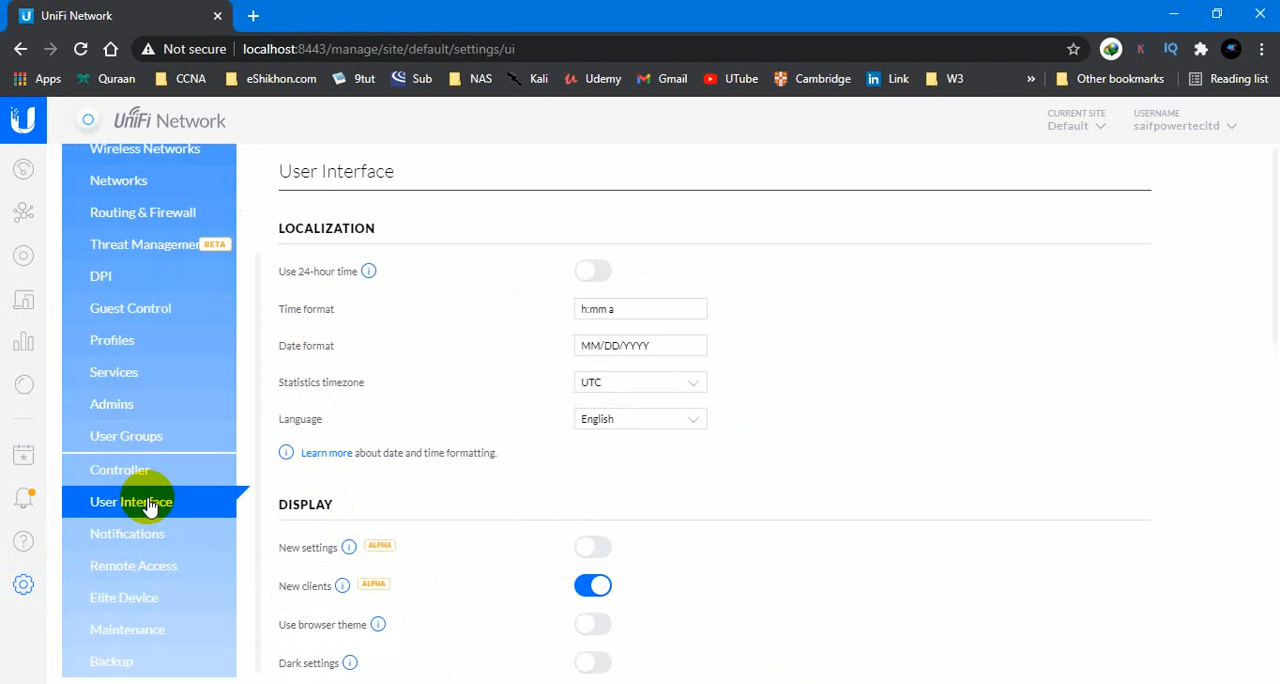 UniFi Network
Not secure localhost:8443/manage/site/default/settings/ui
Apps Quraan CCNA eShikhon.com 9tut Sub NAS Kali Udemy Gmail UTube Cambridge Link W3 » Other bookmarks Reading list
UniFi Network
CURRENT SITE
Default
USERNAME
saifpowertecltd
Wireless Networks
Networks
Routing & Firewall
Threat Managemen BETA
DPI
Guest Control
Profiles
Services
Admins
User Groups
Controller
User Interface
Notifications
Remote Access
Elite Device
Maintenance
Backup
User Interface
LOCALIZATION
Use 24-hour time
Time format h:mm a
Date format MM/DD/YYYY
Statistics timezone UTC
Language English
Learn more about date and time formatting.
DISPLAY
New settings ALPHA
New clients ALPHA
Use browser theme
Dark settings